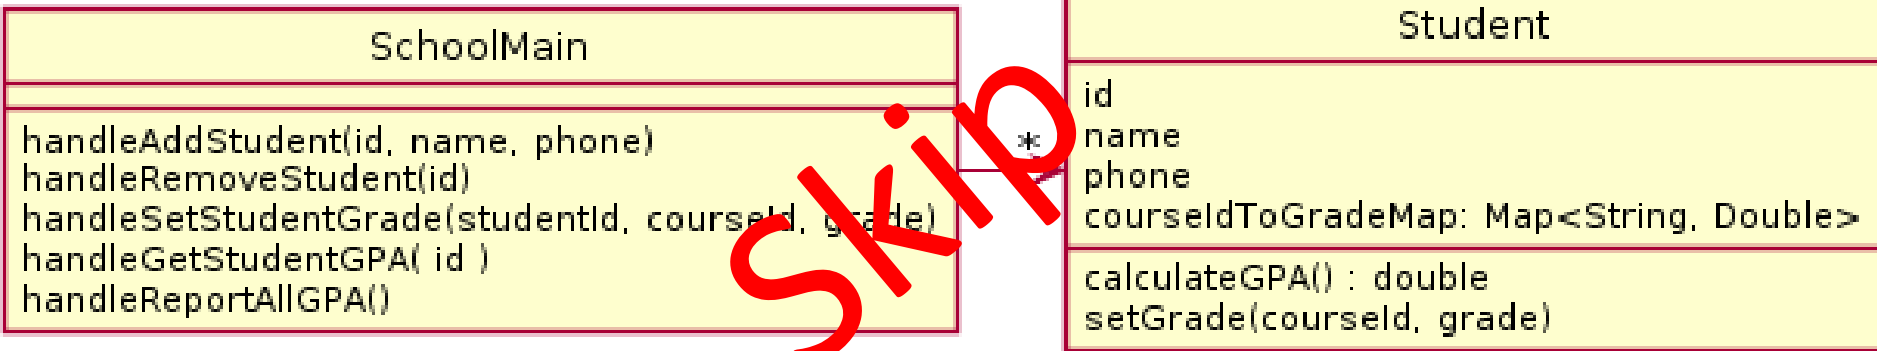 SchoolMain
handleAddStudent(id, name, phone)
handleRemoveStudent(id)
handleSetStudentGrade(studentId, courseId, grade)
handleGetStudentGPA( id )
handleReportAllGPA()
*
Skip
Student
id
name
phone
courseIdToGradeMap: Map<String, Double>
calculateGPA() : double
setGrade(courseId, grade)